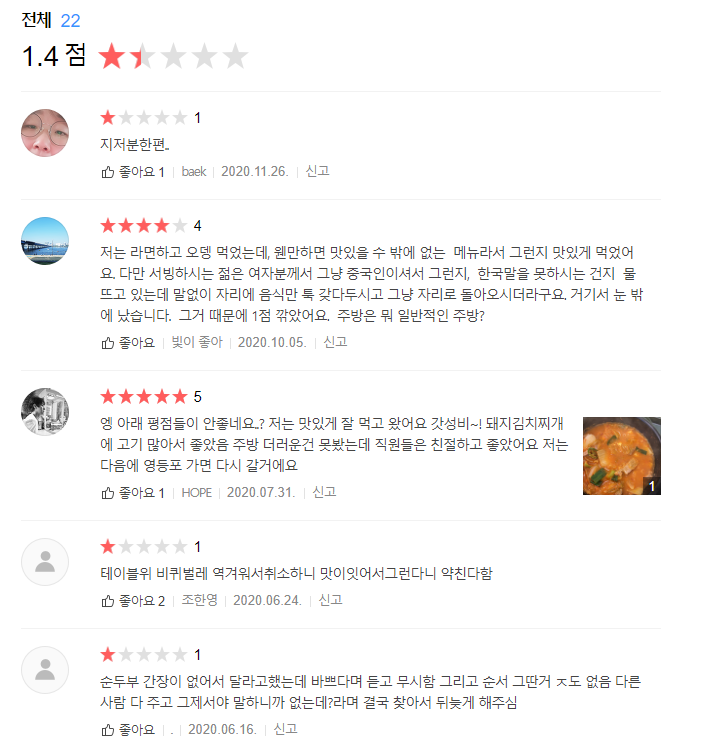 전체 22
1.4 점
1
지저분한편..
좋아요 1 baek 2020.11.26. 신고
4
저는 라면하고 오뎅 먹었는데, 웬만하면 맛있을 수 밖에 없는 메뉴라서 그런지 맛있게 먹었어
요. 다만 서빙하시는 젊은 여자분께서 그냥 중국인이셔서 그런지, 한국말을 못하시는 건지 물
뜨고 있는데 말없이 자리에 음식만 툭 갖다두시고 그냥 자리로 돌아오시더라구요. 거기서 눈 밖
에 났습니다. 그거 때문에 1점 깎았어요. 주방은 뭐 일반적인 주방?
좋아요 빛이 좋아 2020.10.05. 신고
5
엥 아래 평점들이 안좋네요..? 저는 맛있게 잘 먹고 왔어요 갓성비~! 돼지김치찌개
에 고기 많아서 좋았음 주방 더러운건 못봤는데 직원들은 친절하고 좋았어요 저는
다음에 영등포 가면 다시 갈거에요
1
좋아요 1 HOPE 2020.07.31. 신고
1
테이블위 비퀴벌레 역겨워서취소하니 맛이잇어서그런다니 약친다함
좋아요 2 조한영 2020.06.24. 신고
1
순두부 간장이 없어서 달라고했는데 바쁘다며 듣고 무시함 그리고 순서 그딴거 ㅈ도 없음 다른
사람 다 주고 그제서야 말하니까 없는데?라며 결국 찾아서 뒤늦게 해주심
좋아요 . 2020.06.16. 신고